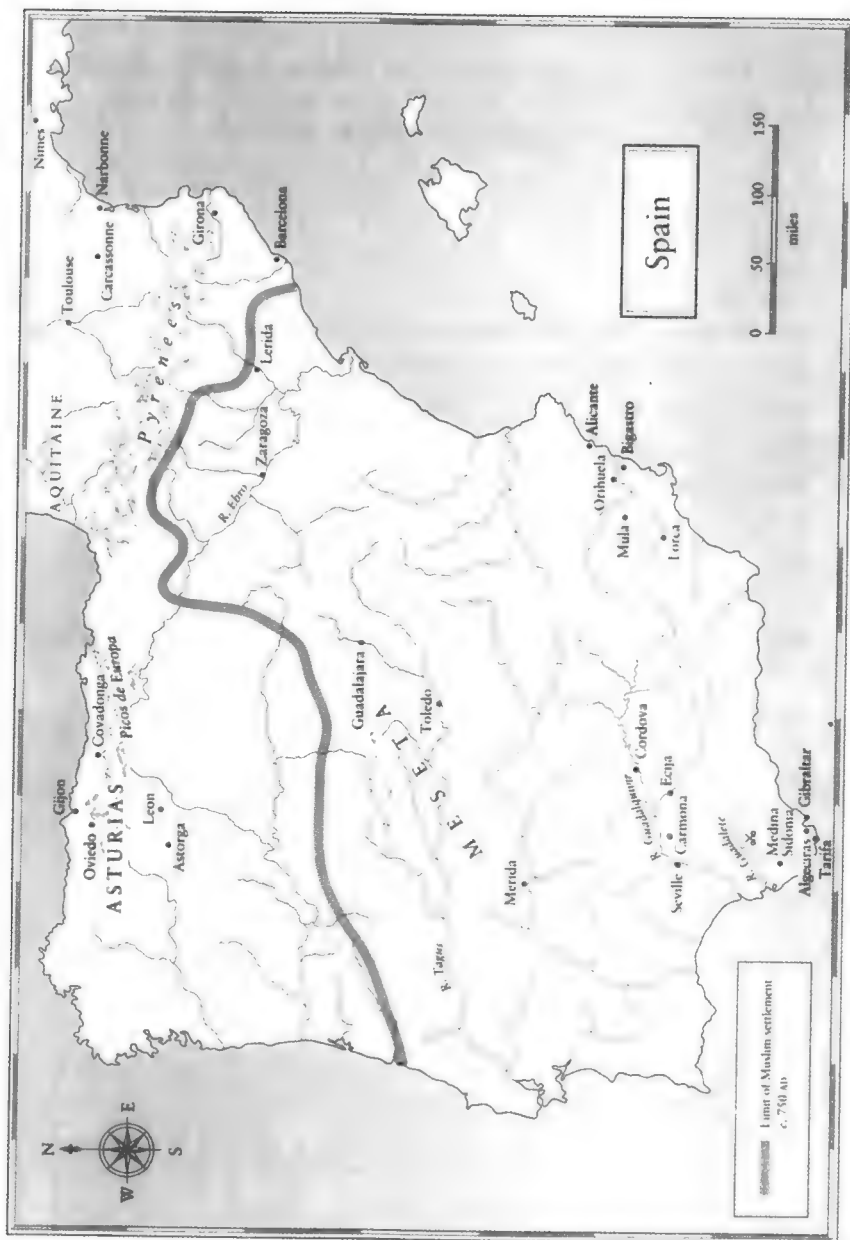 N
W
E
S
AQUITAINE
Toulouse
Nimes
Carcassonne
Narbonne
Pyrenees
Girona
Barcelona
Lerida
Zaragoza
R. Ebro
Gijon
Oviedo
Covadonga
Picos de Europa
ASTURIAS
Leon
Astorga
Guadalajara
Toledo
MESETA
R. Tagus
Merida
Cordova
R. Guadalquivir
Ecija
Carmona
Seville
R. Guadalete
Medina
Sidonia
Algeciras
Gibraltar
Tarifa
Alicante
Orihuela
Bigastro
Mula
Lorca
Spain
0
50
100
150
miles
Limit of Muslim settlement
c. 750 AD